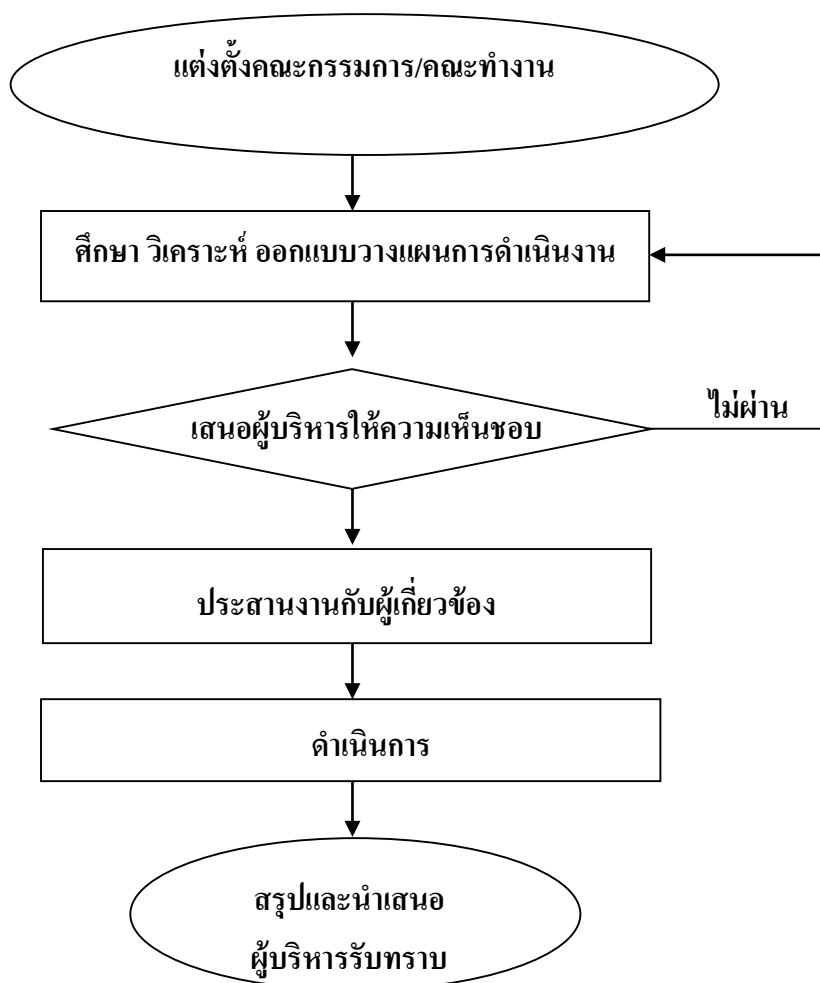 แต่งตั้งคณะกรรมการ/คณะทำงาน
ศึกษา วิเคราะห์ ออกแบบวางแผนการดำเนินงาน
เสนอผู้บริหารให้ความเห็นชอบ
ไม่ผ่าน
ประสานงานกับผู้เกี่ยวข้อง
ดำเนินการ
สรุปและนำเสนอ
ผู้บริหารรับทราบ